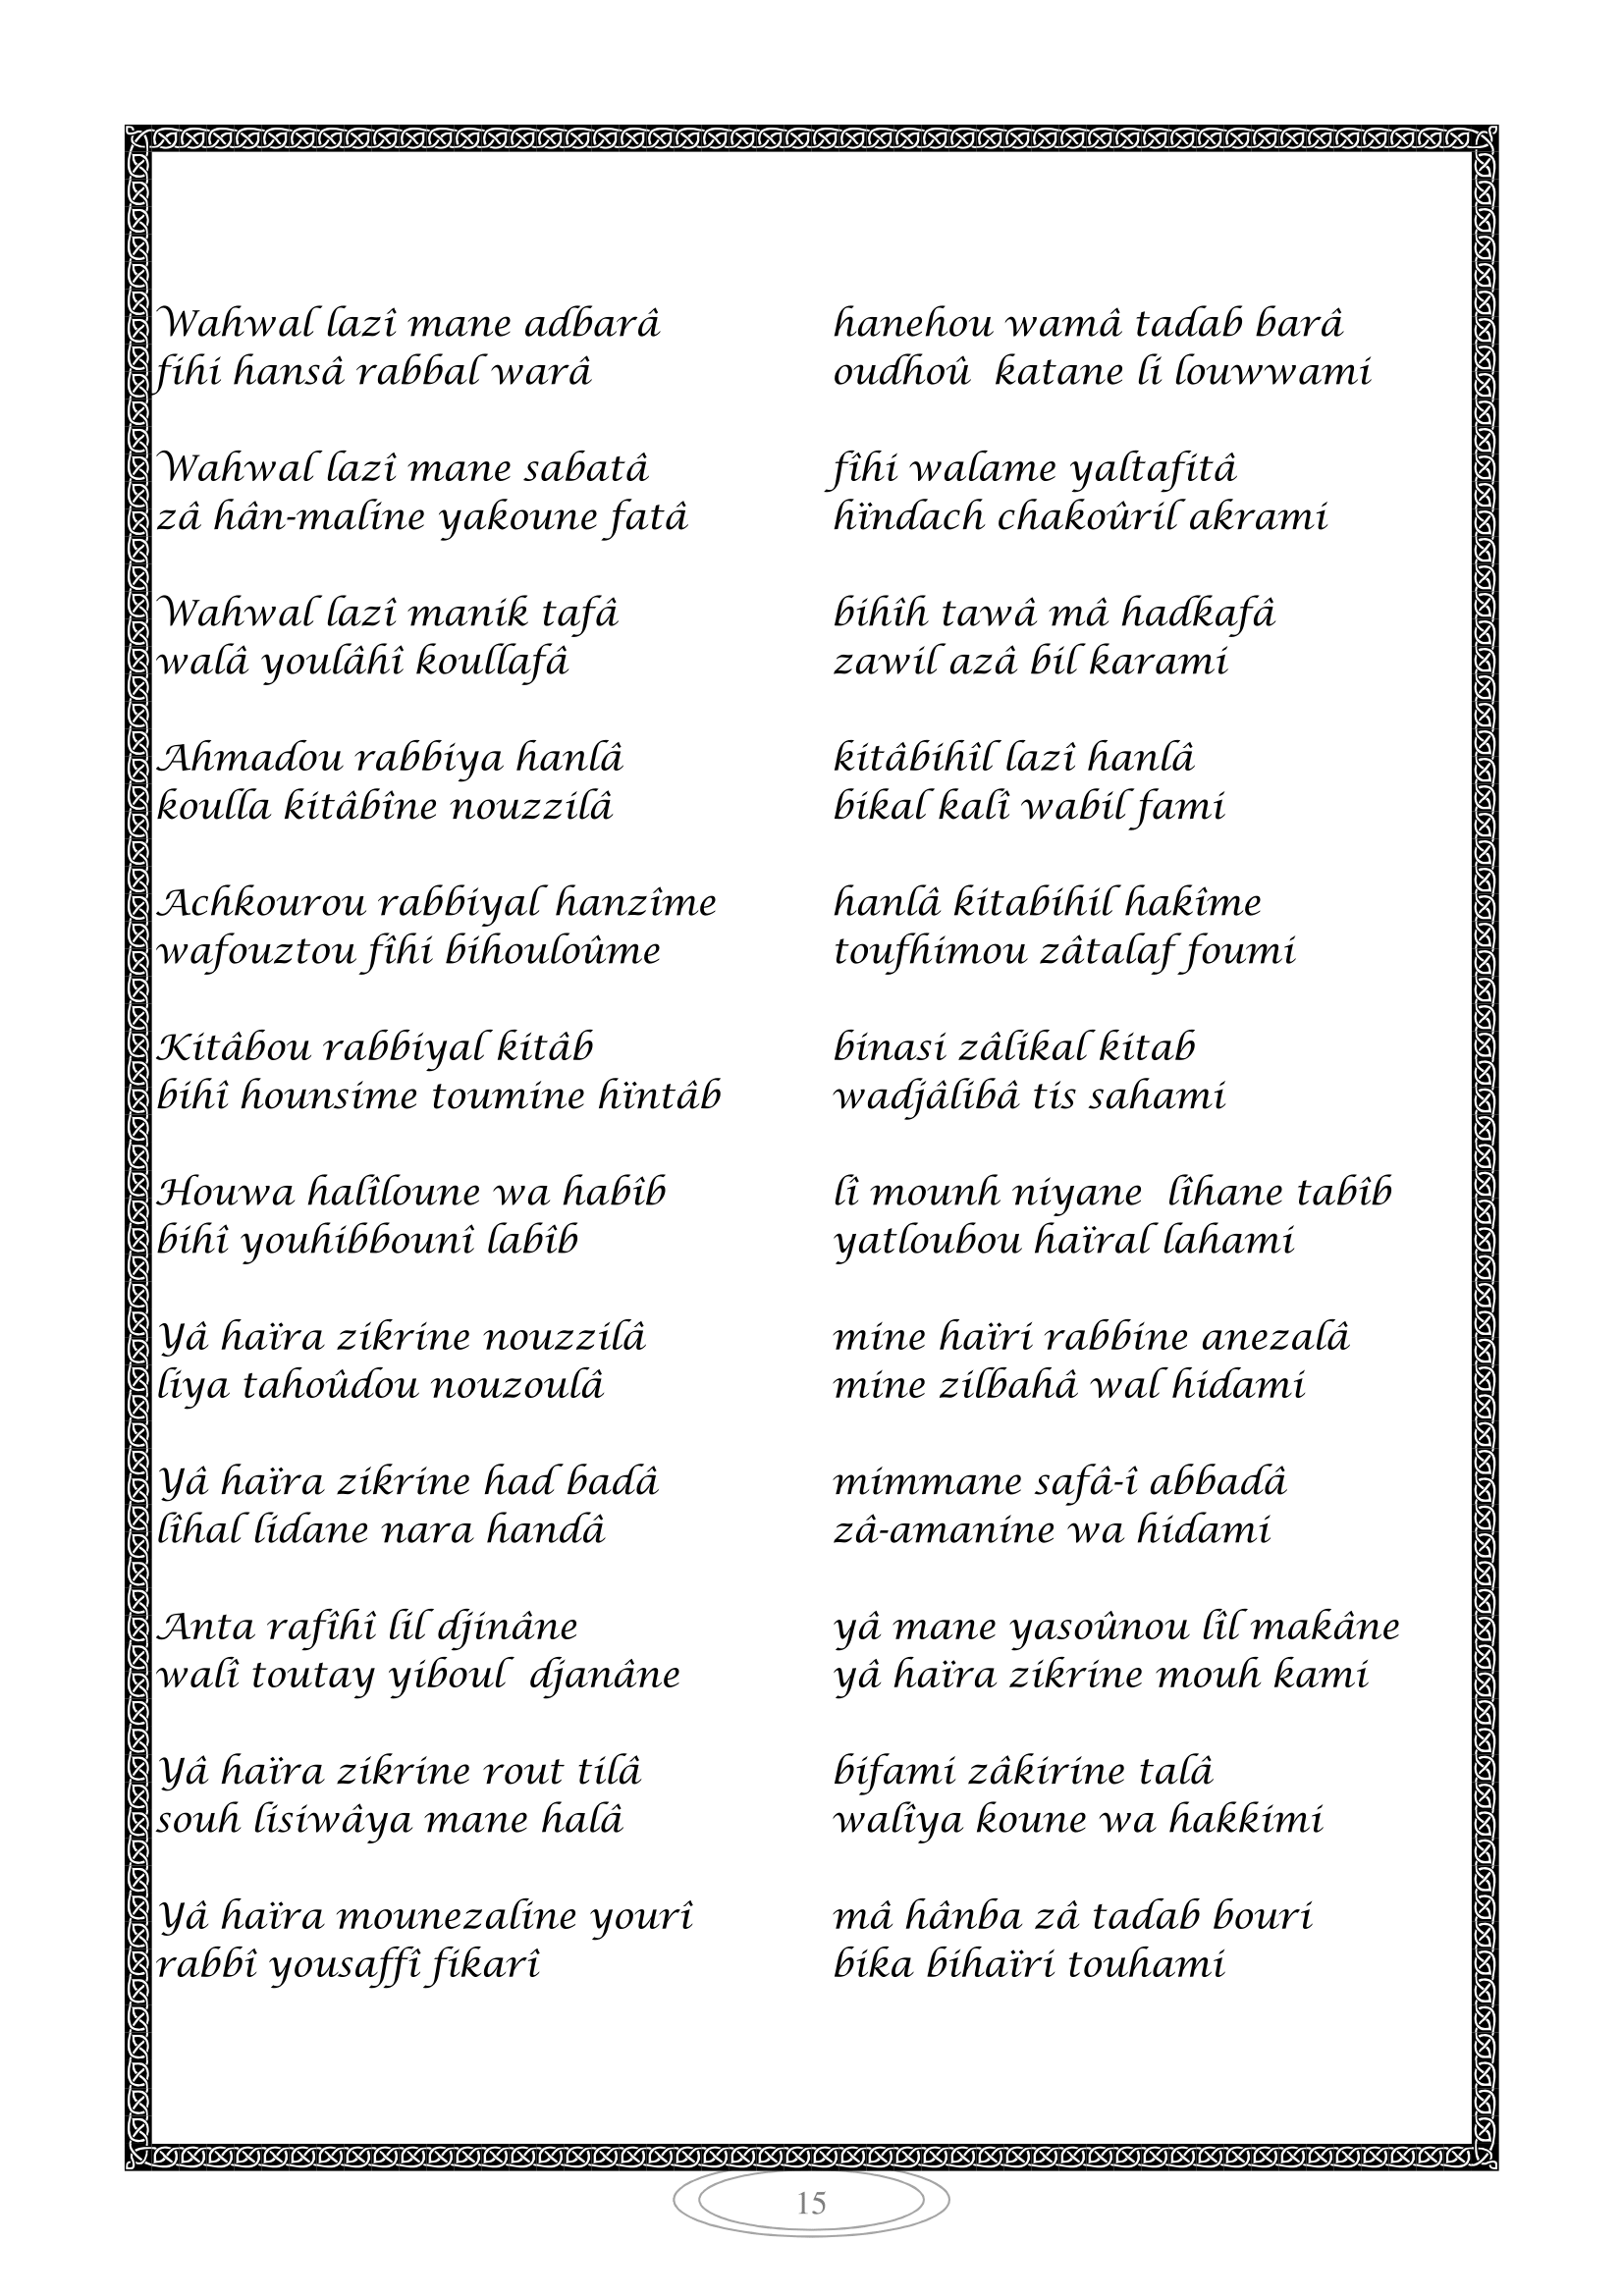 Wahwal lazî mane adbarâ hanehou wamâ tadab barâ
fihi hansâ rabbal warâ oudhoû katane li louwwami
Wahwal lazî mane sabatâ fîhi walame yaltafitâ
zâ hân-maline yakoune fatâ hïndach chakoûril akrami
Wahwal lazî manik tafâ bihîh tawâ mâ hadkafâ
walâ youlâhî koullafâ zawil azâ bil karami
Ahmadou rabbiya hanlâ kitâbihîl lazî hanlâ
koulla kitâbîne nouzzilâ bikal kalî wabil fami
Achkourou rabbiyal hanzîme hanlâ kitabihil hakîme
wafouztou fîhi bihouloûme toufhimou zâtalaf foumi
Kitâbou rabbiyal kitâb binasi zâlikal kitab
bihî hounsime toumine hïntâb wadjâlibâ tis sahami
Houwa halîloune wa habîb lî mounh niyane lîhane tabîb
bihî youhibbounî labîb yatloubou haïral lahami
Yâ haïra zikrine nouzzilâ mine haïri rabbine anezalâ
liya tahoûdou nouzoulâ mine zilbahâ wal hidami
Yâ haïra zikrine had badâ mimmane safâ-î abbadâ
lîhal lidane nara handâ zâ-amanine wa hidami
Anta rafîhî lil djinâne yâ mane yasoûnou lîl makâne
walî toutay yiboul djanâne yâ haïra zikrine mouh kami
Yâ haïra zikrine rout tilâ bifami zâkirine talâ
souh lisiwâya mane halâ walîya koune wa hakkimi
Yâ haïra mounezaline yourî mâ hânba zâ tadab bouri
rabbî yousaffî fikarî bika bihaïri touhami
15